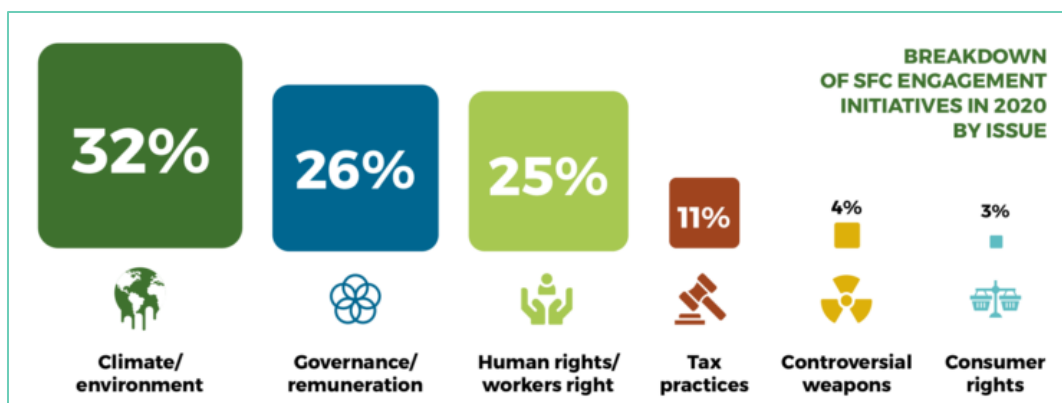 BREAKDOWN
OF SFC ENGAGEMENT
INITIATIVES IN 2020
BY ISSUE
32%
26%
25%
11%
4%
3%
Climate/
environment
Governance/
remuneration
Human rights/
workers right
Tax
practices
Controversial
weapons
Consumer
rights